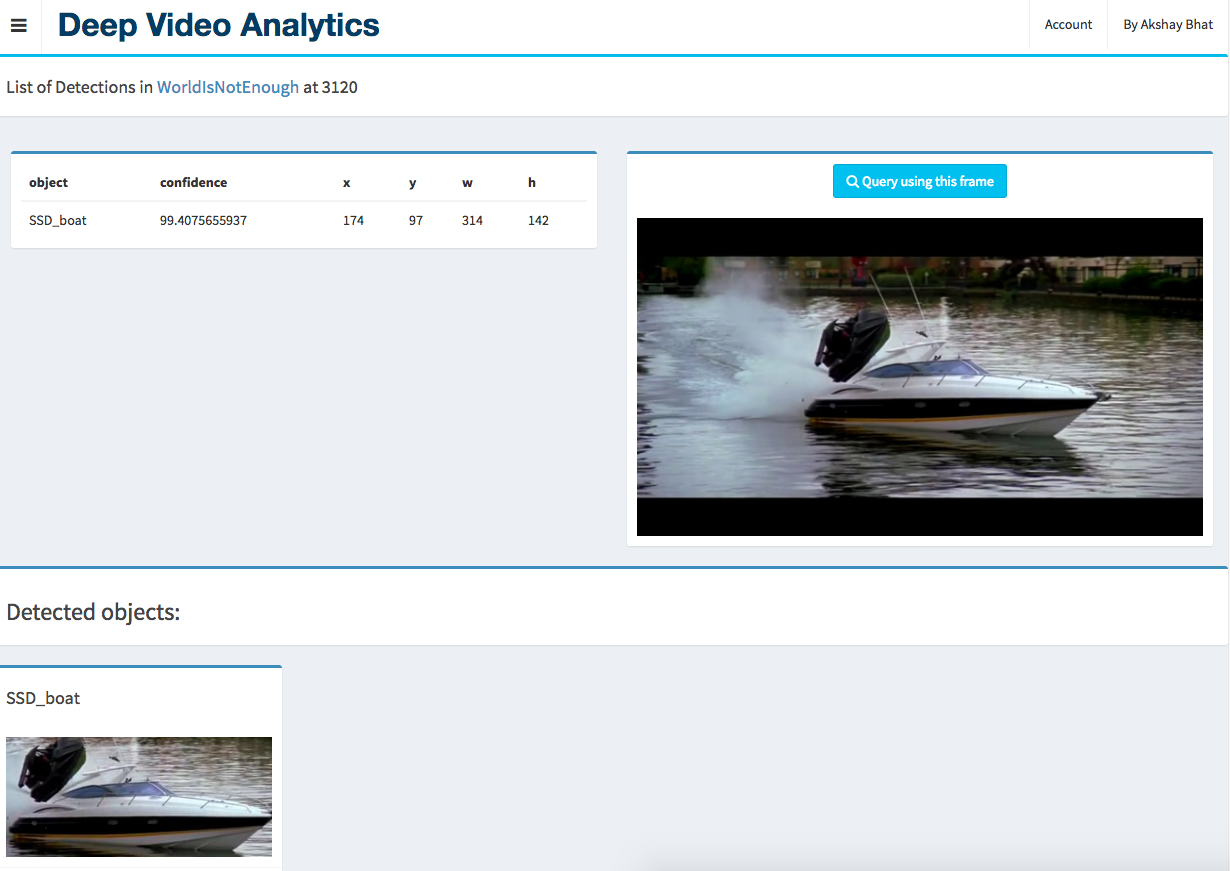 Deep Video Analytics
Account
By Akshay Bhat
List of Detections in WorldIsNotEnough at 3120
object confidence x y w h
SSD_boat 99.4075655937 174 97 314 142
Query using this frame
Detected objects:
SSD_boat